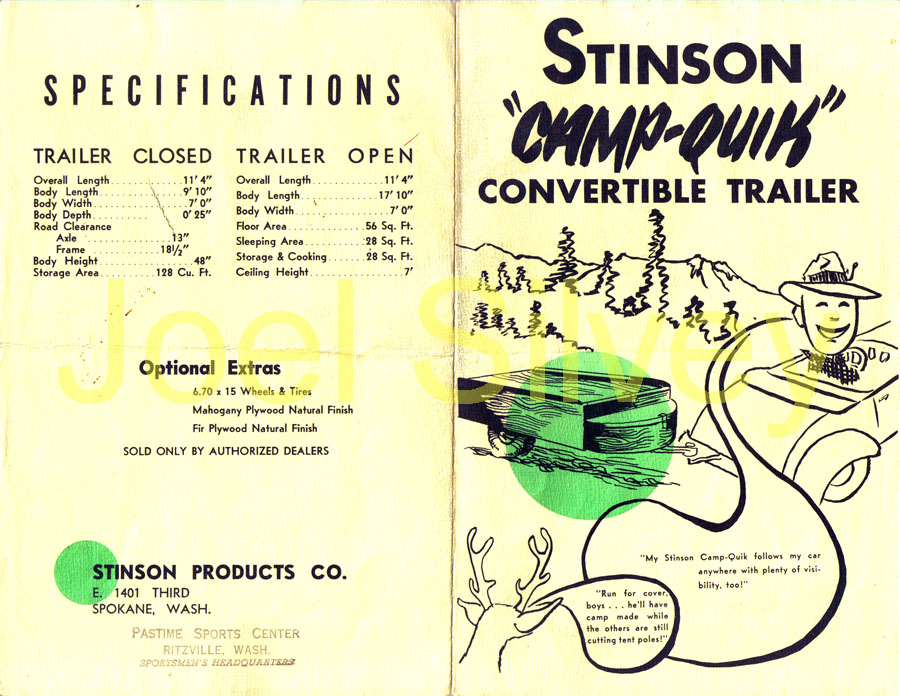 SPECIFICATIONS
TRAILER CLOSED
Overall Length 11' 4"
Body Length 9' 10"
Body Width 7' 0"
Body Depth 0' 25"
Road Clearance
Axle 13"
Frame 18½"
Body Height 48"
Storage Area 128 Cu. Ft.
TRAILER OPEN
Overall Length 11' 4"
Body Length 17' 10"
Body Width 7' 0"
Floor Area 56 Sq. Ft.
Sleeping Area 28 Sq. Ft.
Storage & Cooking 28 Sq. Ft.
Ceiling Height 7'
Optional Extras
6.70 x 15 Wheels & Tires
Mahogany Plywood Natural Finish
Fir Plywood Natural Finish
SOLD ONLY BY AUTHORIZED DEALERS
STINSON PRODUCTS CO.
E. 1401 THIRD
SPOKANE, WASH.
PASTIME SPORTS CENTER
RITZVILLE, WASH.
SPORTSMEN'S HEADQUARTERS
STINSON
"CAMP-QUIK"
CONVERTIBLE TRAILER
"My Stinson Camp-Quik follows my car
anywhere with plenty of visi-
bility, too!"
"Run for cover,
boys . . . he'll have
camp made while
the others are still
cutting tent poles!"
Joel Silvey